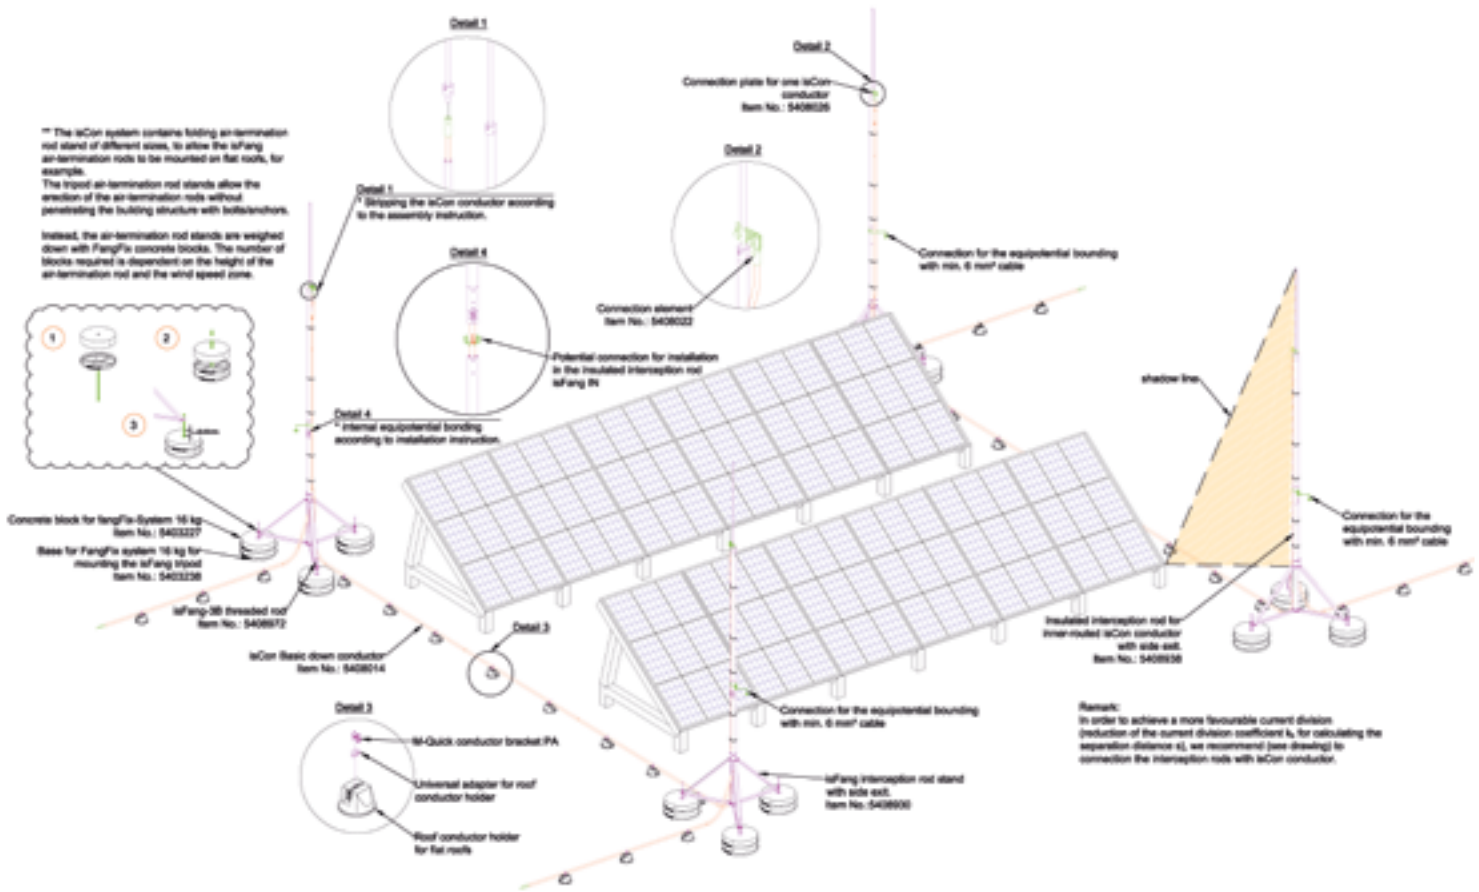 Detail 1
Detail 2
Connection plate for one isCon
conductor
Item No.: 5408026
** The isCon system contains folding air-termination
rod stand of different sizes, to allow the isFang
air-termination rods to be mounted on flat roofs, for
example.
The tripod air-termination rod stands allow the
erection of the air-termination rods without
penetrating the building structure with bolts/anchors.
Instead, the air-termination rod stands are weighed
down with FangFix concrete blocks. The number of
blocks required is dependent on the height of the
air-termination rod and the wind speed zone.
Detail 2
Detail 1
* Stripping the isCon conductor according
to the assembly instruction.
Detail 4
Connection for the equipotential bounding
with min. 6 mm² cable
Connection element
Item No.: 5408022
1
2
3
Potential connection for installation
in the insulated interception rod
isFang IN
shadow line
Detail 4
* Internal equipotential bonding
according to installation instruction.
Concrete block for fangFix-System 16 kg
Item No.: 5403227
Base for FangFix system 16 kg for
mounting the isFang tripod
Item No.: 5403238
isFang-3B threaded rod
Item No.: 5408972
Connection for the
equipotential bounding
with min. 6 mm² cable
isCon Basic down conductor
Item No.: 5408014
Detail 3
Insulated interception rod for
inner-routed isCon conductor
with side exit.
Item No.: 5408938
Detail 3
M-Quick conductor bracket PA
Universal adapter for roof
conductor holder
Roof conductor holder
for flat roofs
Connection for the equipotential bounding
with min. 6 mm² cable
isFang interception rod stand
with side exit.
Item No.:5408930
Remark:
In order to achieve a more favourable current division
(reduction of the current division coefficient k, for calculating the
separation distance s), we recommend (see drawing) to
connection the interception rods with isCon conductor.